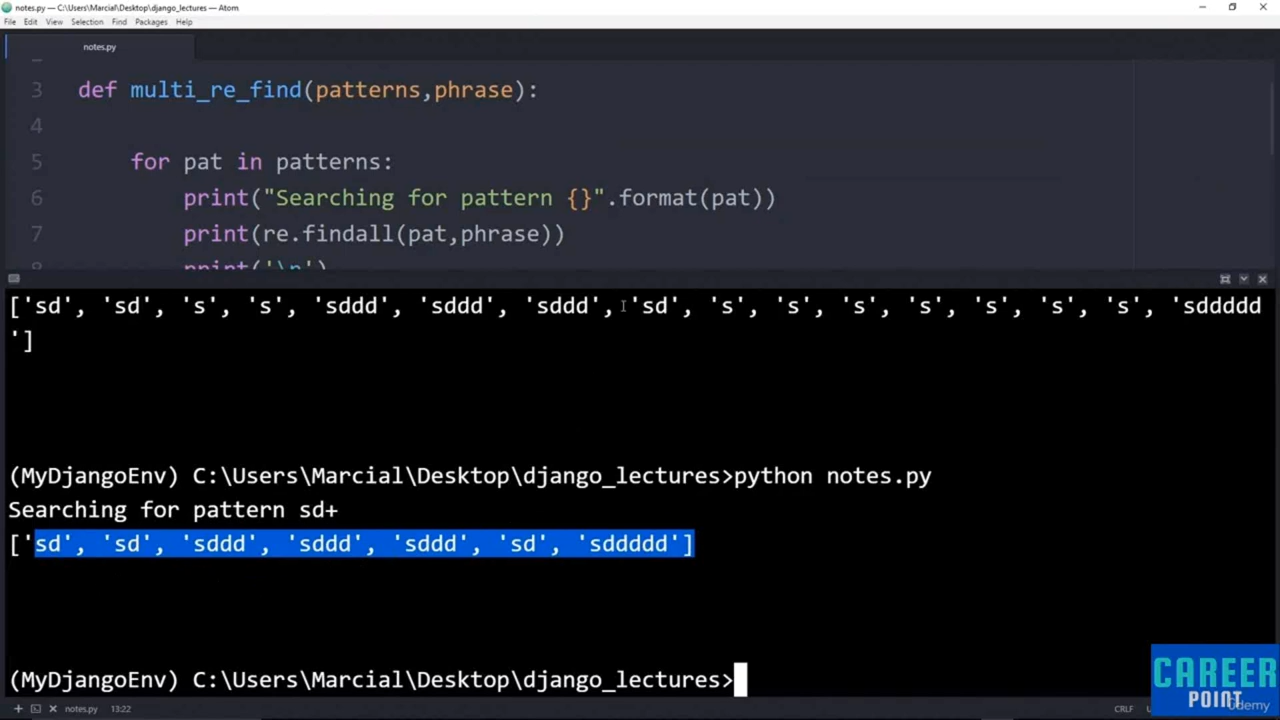 notes.py — C:\Users\Marcial\Desktop\django_lectures — Atom
File Edit View Selection Find Packages Help
notes.py
3 def multi_re_find(patterns,phrase):
4
5 for pat in patterns:
6 print("Searching for pattern {}".format(pat))
7 print(re.findall(pat,phrase))
8 print('\n')
['sd', 'sd', 's', 's', 'sddd', 'sddd', 'sddd', 'sd', 's', 's', 's', 's', 's', 's', 's', 'sddddd
']
(MyDjangoEnv) C:\Users\Marcial\Desktop\django_lectures>python notes.py
Searching for pattern sd+
['sd', 'sd', 'sddd', 'sddd', 'sddd', 'sd', 'sddddd']
(MyDjangoEnv) C:\Users\Marcial\Desktop\django_lectures>
CAREER
POINT
Udemy
notes.py 13:22 CRLF